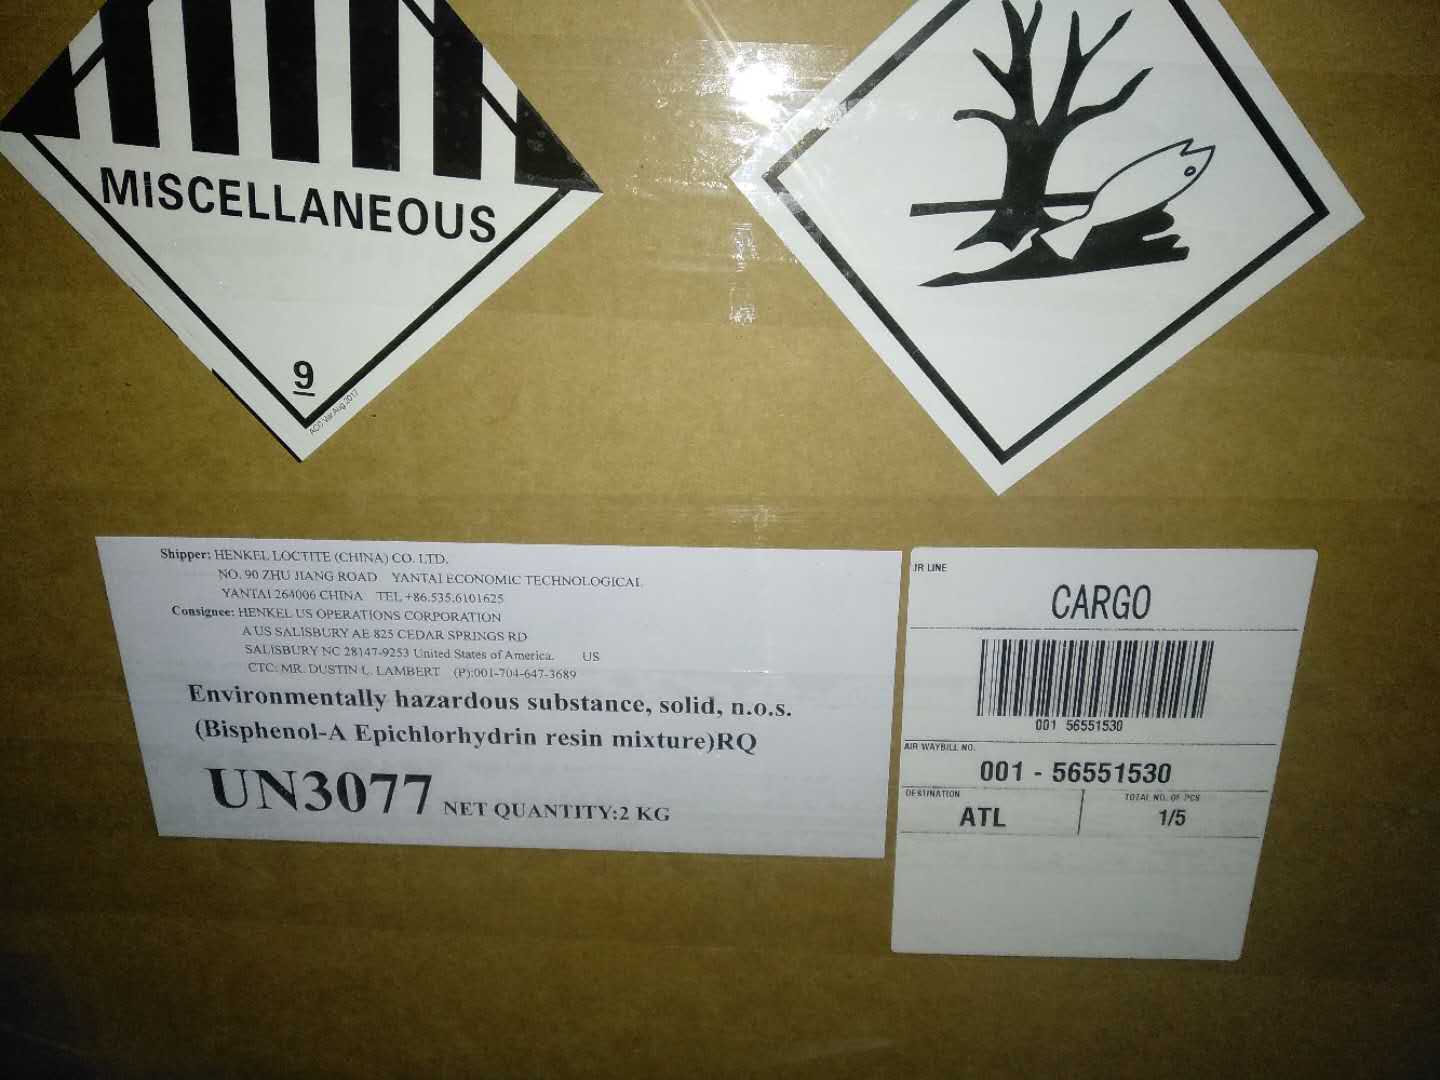 MISCELLANEOUS
9
Ver.Aug 2017
Shipper: HENKEL LOCTITE (CHINA) CO. LTD.
NO. 90 ZHU JIANG ROAD YANTAI ECONOMIC TECHNOLOGICAL
YANTAI 264006 CHINA TEL +86.535.6101625
Consignee: HENKEL US OPERATIONS CORPORATION
A US SALISBURY AE 825 CEDAR SPRINGS RD
SALISBURY NC 28147-9253 United States of America. US
CTC: MR. DUSTIN L. LAMBERT (P):001-704-647-3689
Environmentally hazardous substance, solid, n.o.s.
(Bisphenol-A Epichlorhydrin resin mixture)RQ
UN3077 NET QUANTITY:2 KG
LINE
CARGO
001 56551530
AIR WAYBILL NO.
001 - 56551530
DESTINATION
ATL
TOTAL NO. OF PCS
1/5